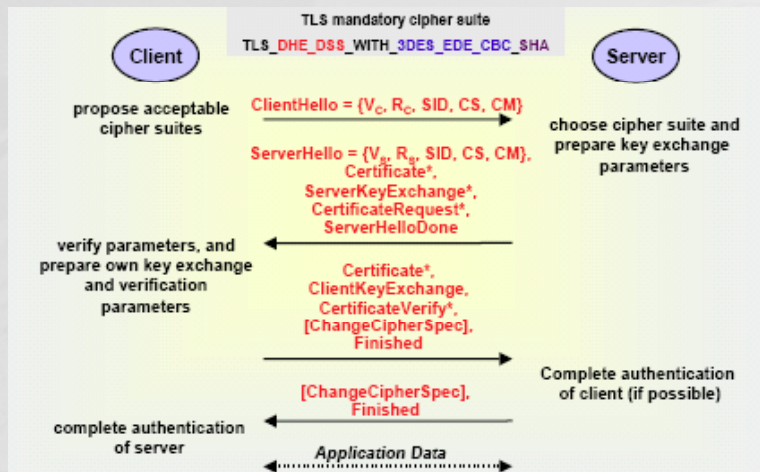 TLS mandatory cipher suite
TLS_DHE_DSS_WITH_3DES_EDE_CBC_SHA
Client
Server
propose acceptable
cipher suites
ClientHello = {VC, RC, SID, CS, CM}
choose cipher suite and
prepare key exchange
parameters
ServerHello = {VS, RS, SID, CS, CM},
Certificate*,
ServerKeyExchange*,
CertificateRequest*,
ServerHelloDone
verify parameters, and
prepare own key exchange
and verification
parameters
Certificate*,
ClientKeyExchange,
CertificateVerify*,
[ChangeCipherSpec],
Finished
Complete authentication
of client (if possible)
[ChangeCipherSpec],
Finished
complete authentication
of server
Application Data